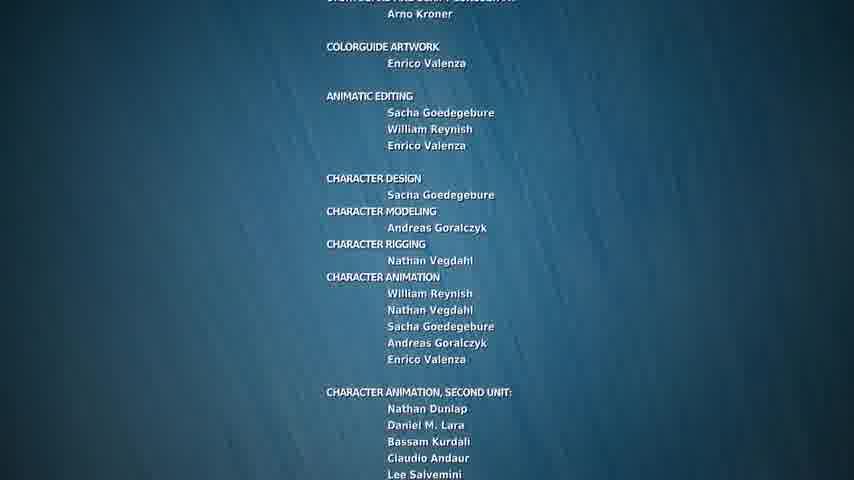 Arno Kroner
COLORGUIDE ARTWORK
Enrico Valenza
ANIMATIC EDITING
Sacha Goedegebure
William Reynish
Enrico Valenza
CHARACTER DESIGN
Sacha Goedegebure
CHARACTER MODELING
Andreas Goralczyk
CHARACTER RIGGING
Nathan Vegdahl
CHARACTER ANIMATION
William Reynish
Nathan Vegdahl
Sacha Goedegebure
Andreas Goralczyk
Enrico Valenza
CHARACTER ANIMATION, SECOND UNIT:
Nathan Dunlap
Daniel M. Lara
Bassam Kurdali
Claudio Andaur
Lee Salvemini